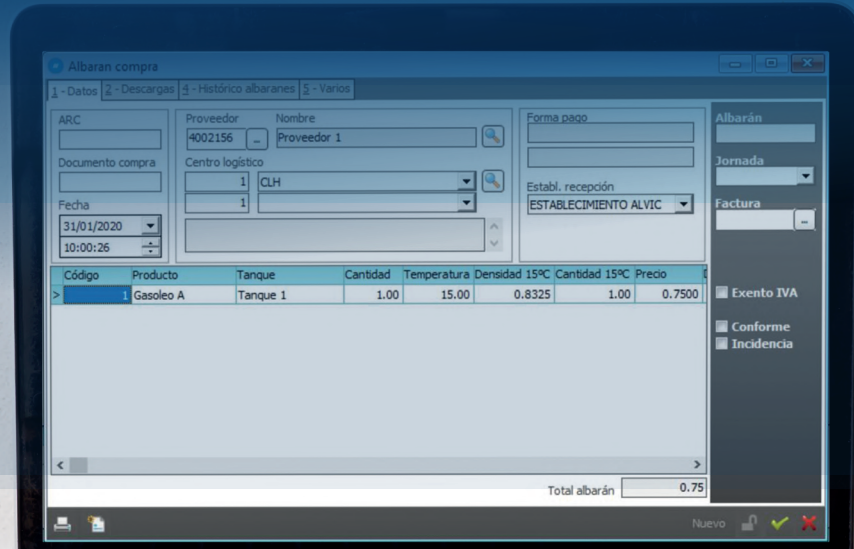 Albaran compra
1 - Datos 2 - Descargas 4 - Histórico albaranes 5 - Varios
ARC
Proveedor Nombre
4002156 ... Proveedor 1
Forma pago
Albarán
Documento compra
Centro logístico
1 CLH
1
Establ. recepción
ESTABLECIMIENTO ALVIC
Jornada
Factura
...
Fecha
31/01/2020
10:00:26
Código Producto Tanque Cantidad Temperatura Densidad 15ºC Cantidad 15ºC Precio
> 1 Gasoleo A Tanque 1 1.00 15.00 0.8325 1.00 0.7500
Exento IVA
Conforme
Incidencia
Total albarán 0.75
Nuevo